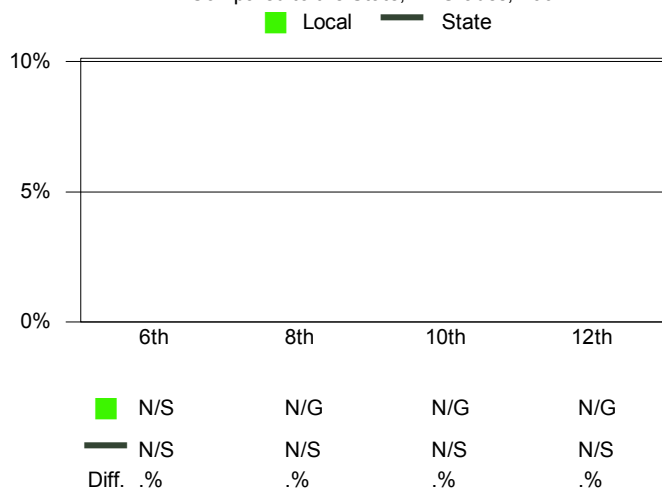 Local State
10%
5%
0%
6th 8th 10th 12th
N/S N/G N/G N/G
N/S N/S N/S N/S
Diff. .% .% .% .%